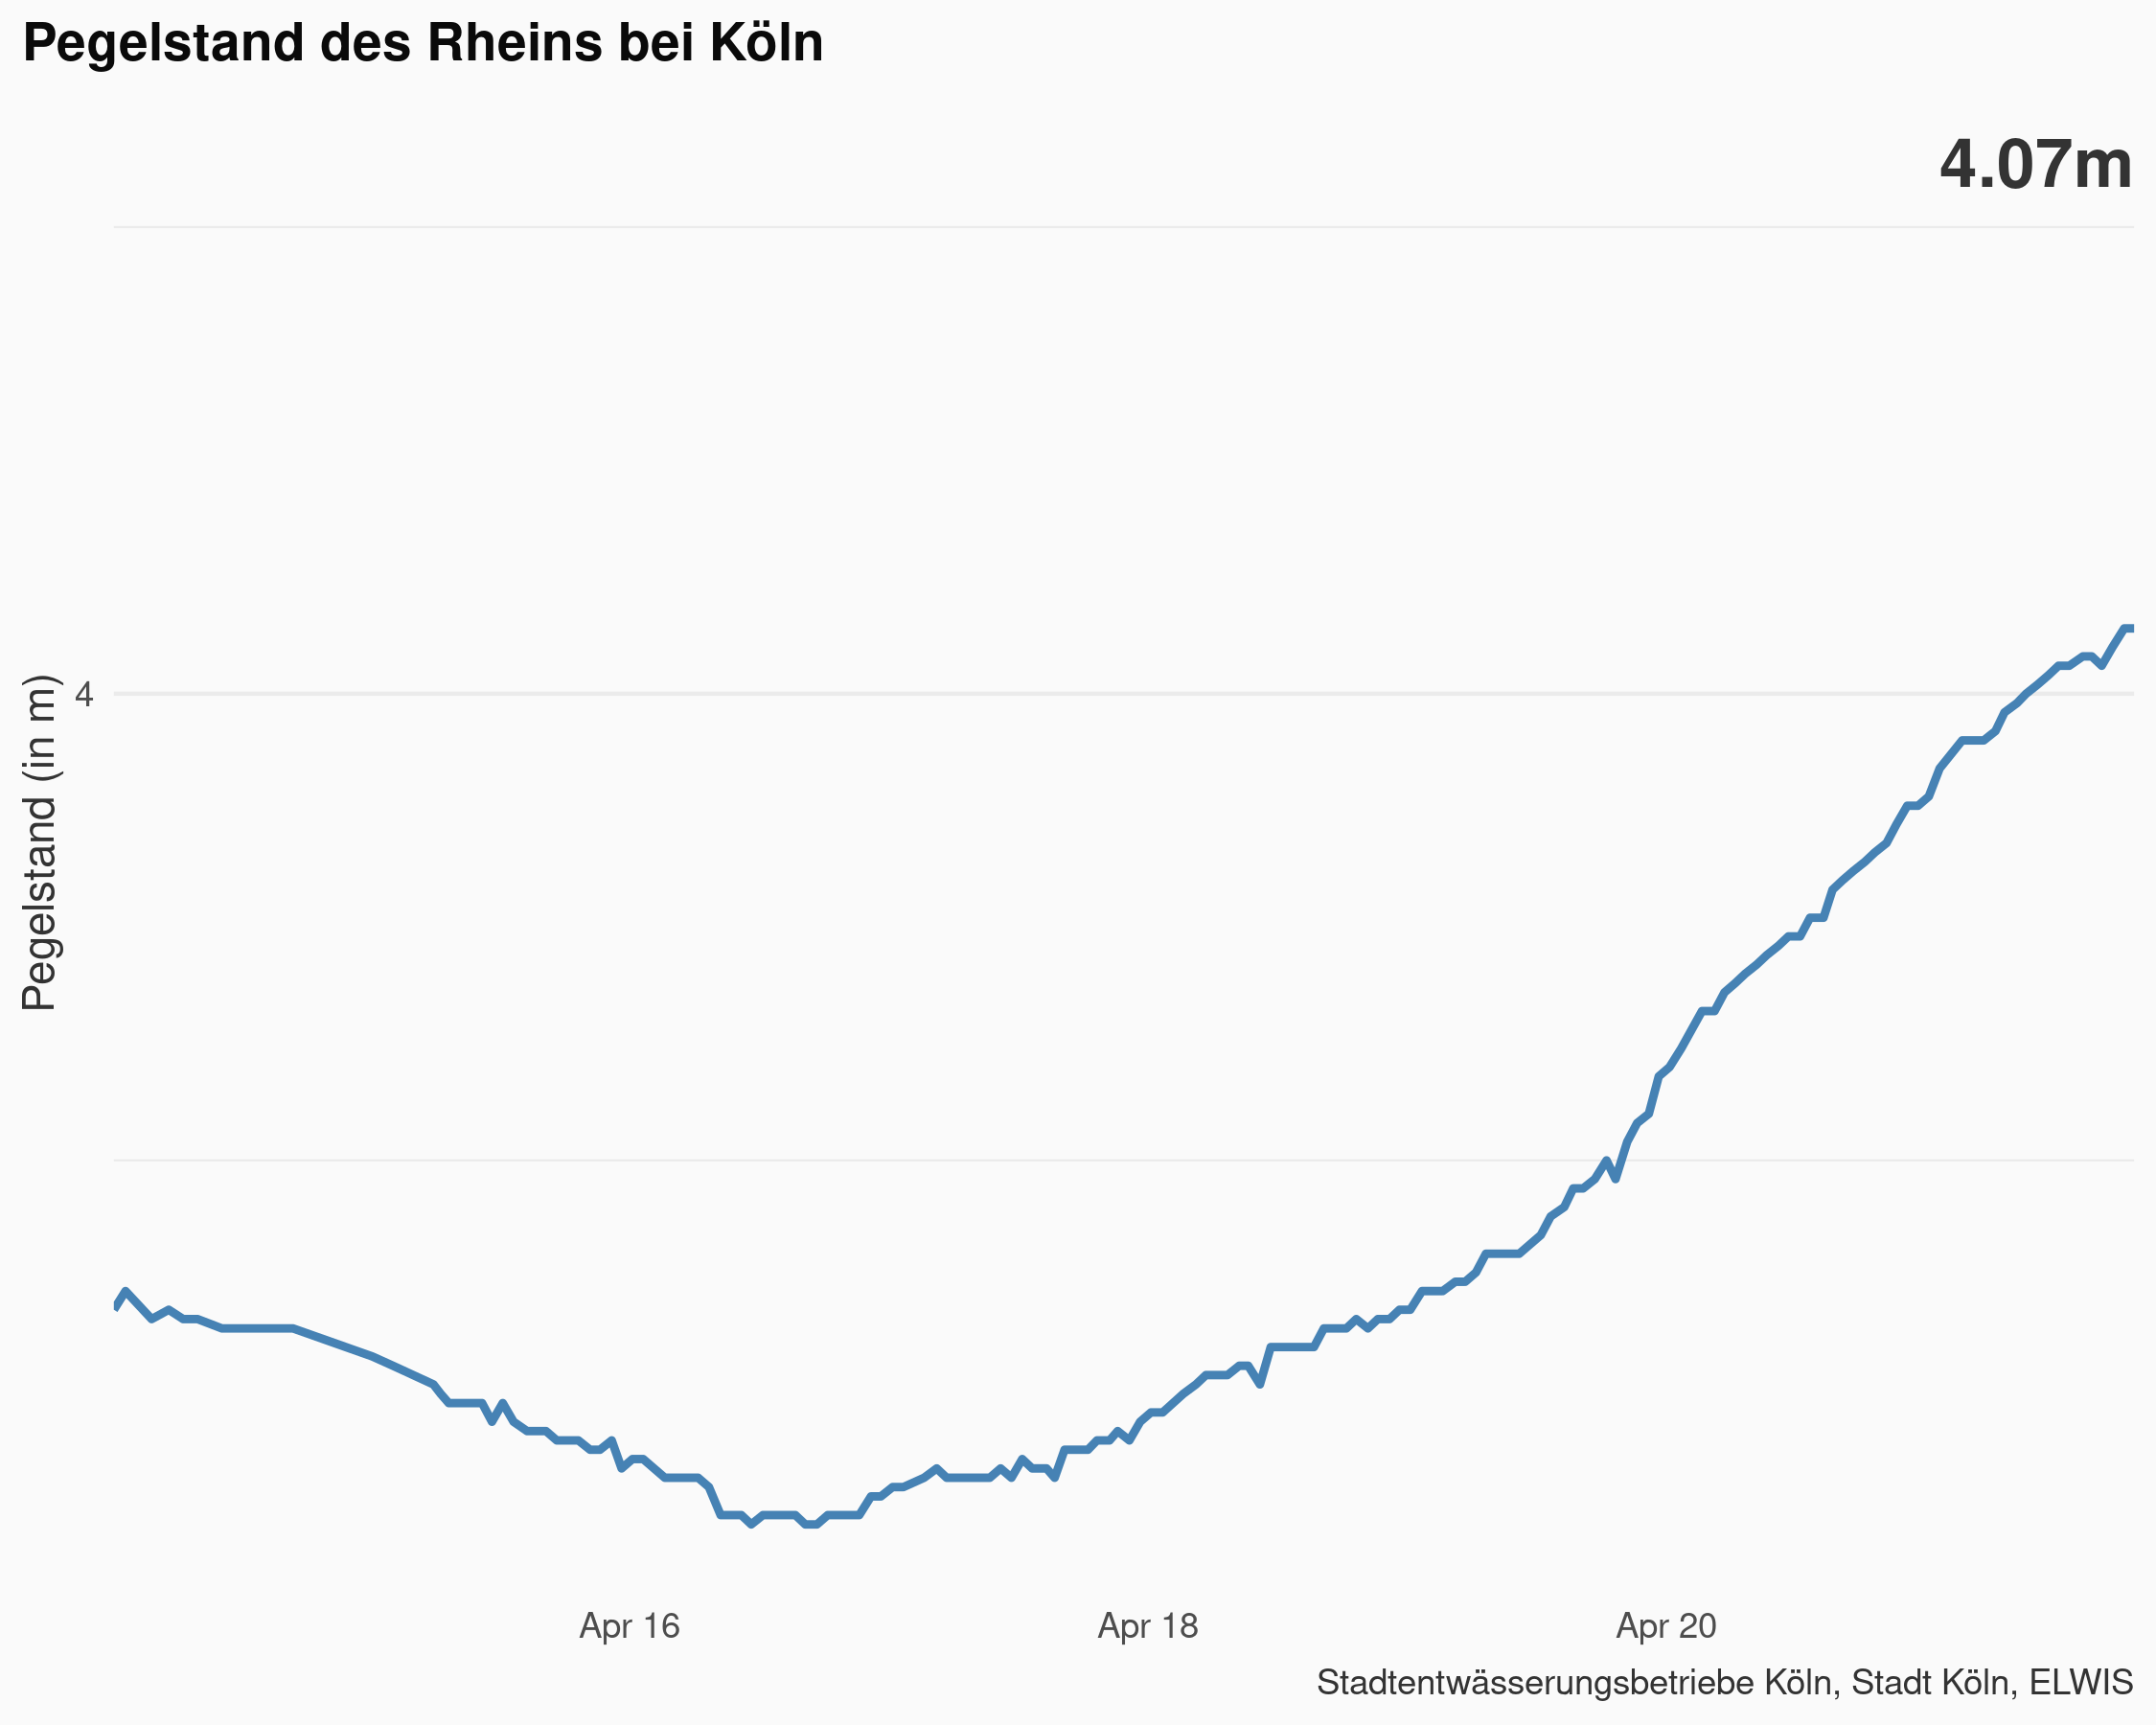 Pegelstand des Rheins bei Köln
4.07m
Pegelstand (in m)
4
Apr 16
Apr 18
Apr 20
Stadtentwässerungsbetriebe Köln, Stadt Köln, ELWIS